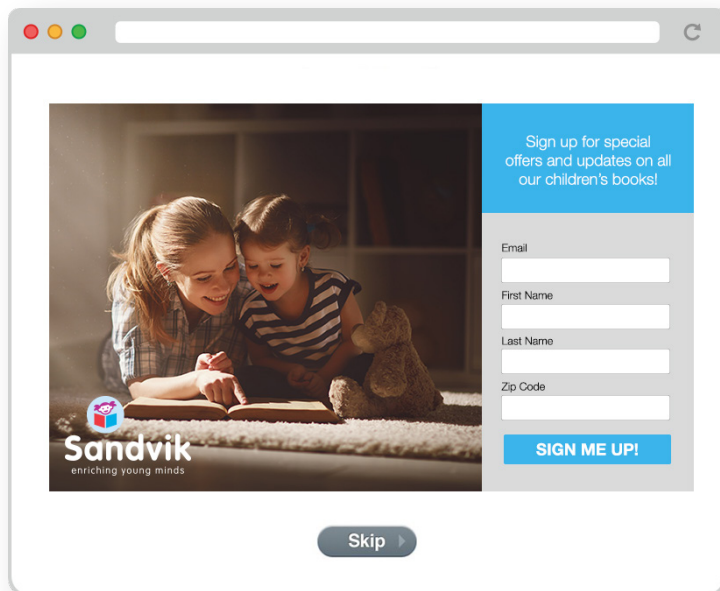 Sign up for special
offers and updates on all
our children's books!
Email
First Name
Last Name
Zip Code
SIGN ME UP!
Sandvik
enriching young minds
Skip